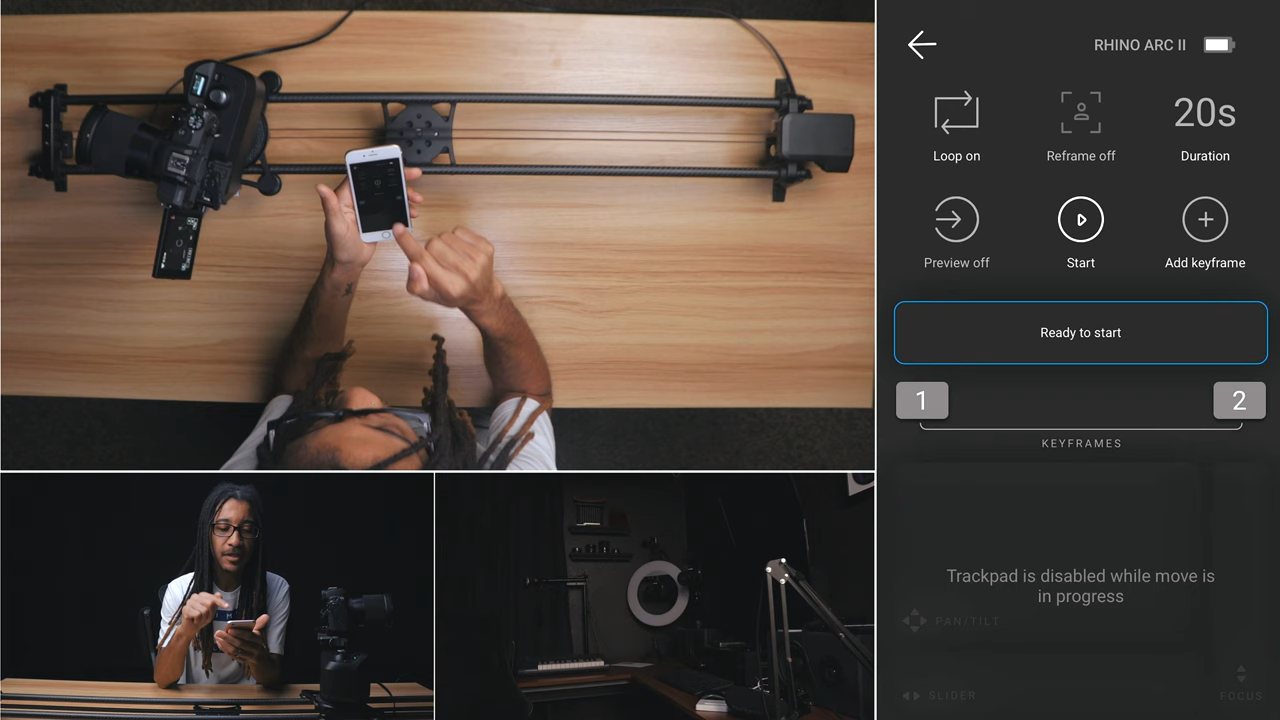 RHINO ARC II
20s
Loop on
Reframe off
Duration
Preview off
Start
Add keyframe
Ready to start
1
2
KEYFRAMES
Trackpad is disabled while move is
in progress
PAN/TILT
SLIDER
FOCUS